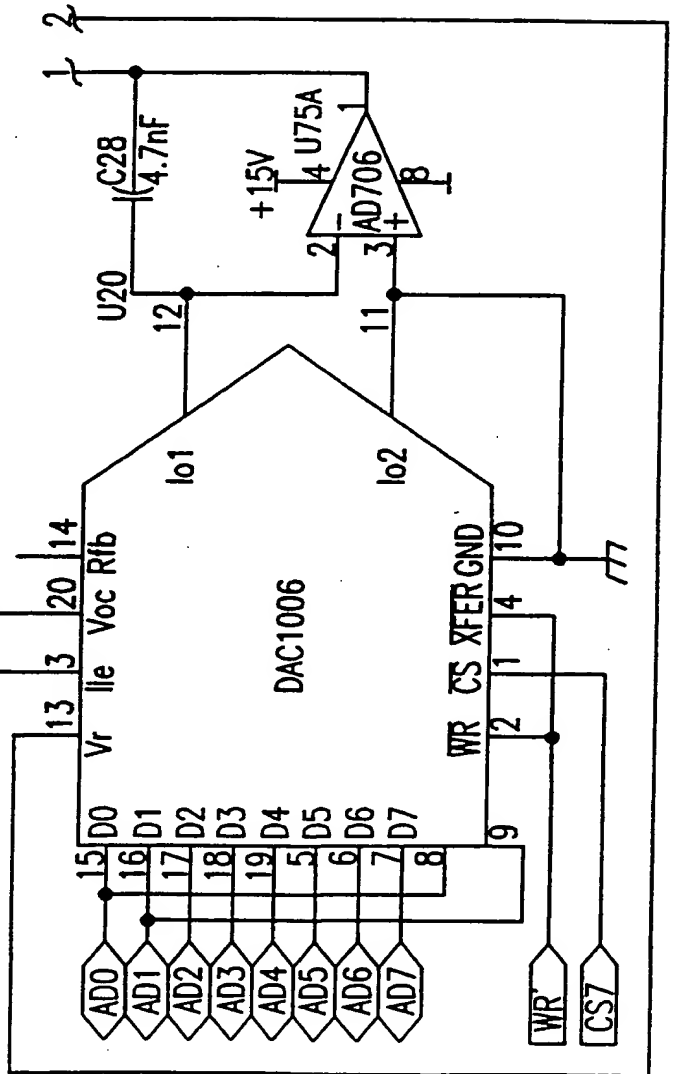 1
2
C28
4.7nF
U20
+15V
U75A
1
4
2
-
AD706
3
+
8
12
11
Io1
Io2
13
3
20
14
Vr
Ile
Voc
Rfb
DAC1006
15
D0
16
D1
17
D2
18
D3
19
D4
5
D5
6
D6
7
D7
8
9
WR
CS
XFER
GND
2
1
4
10
AD0
AD1
AD2
AD3
AD4
AD5
AD6
AD7
WR'
CS7